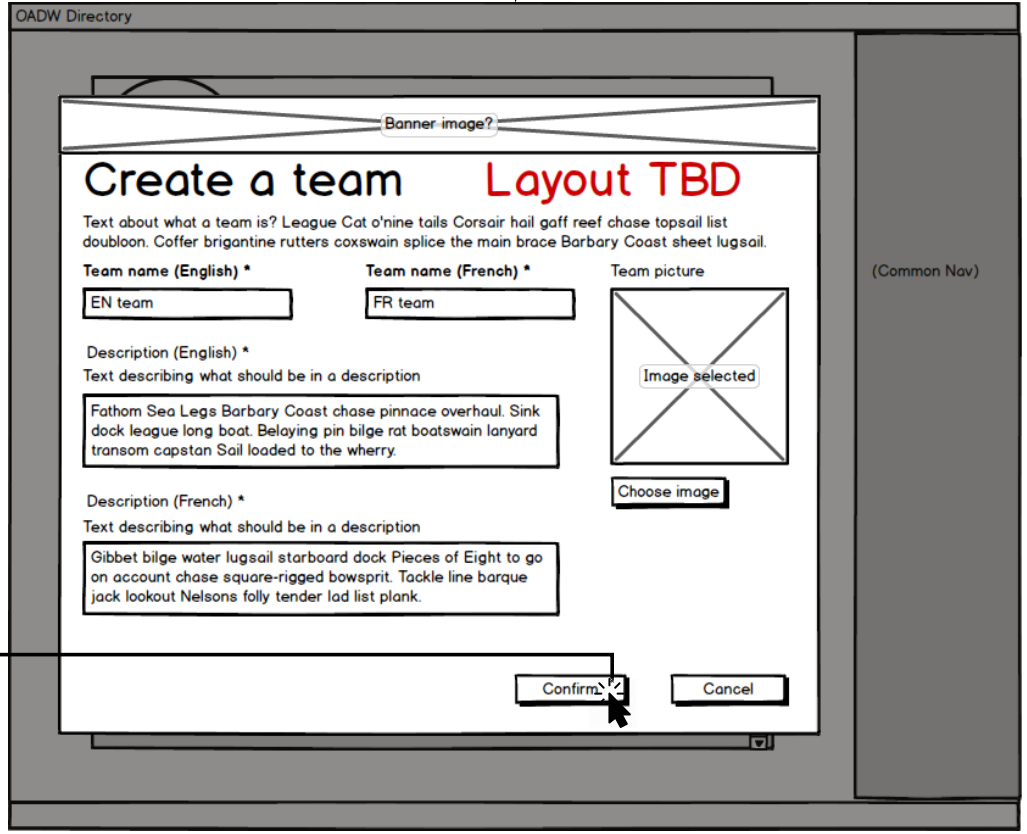 OADW Directory
Banner image?
Create a team
Layout TBD
Text about what a team is? League Cat o'nine tails Corsair hail gaff reef chase topsail list
doubloon. Coffer brigantine rutters coxswain splice the main brace Barbary Coast sheet lugsail.
Team name (English) *
Team name (French) *
Team picture
(Common Nav)
EN team
FR team
Description (English) *
Text describing what should be in a description
Image selected
Fathom Sea Legs Barbary Coast chase pinnace overhaul. Sink
dock league long boat. Belaying pin bilge rat boatswain lanyard
transom capstan Sail loaded to the wherry.
Choose image
Description (French) *
Text describing what should be in a description
Gibbet bilge water lugsail starboard dock Pieces of Eight to go
on account chase square-rigged bowsprit. Tackle line barque
jack lookout Nelsons folly tender lad list plank.
Confirm
Cancel